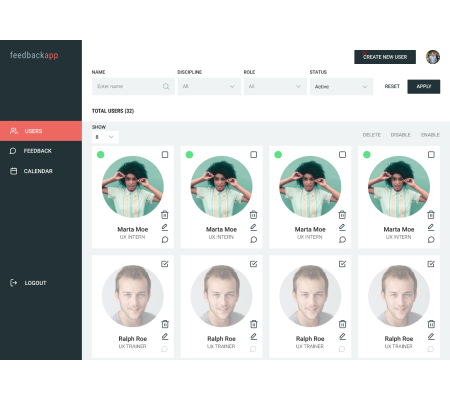 feedbackapp
CREATE NEW USER
NAME DISCIPLINE ROLE STATUS
Enter name All All Active RESET APPLY
TOTAL USERS (32)
USERS
FEEDBACK
CALENDAR
LOGOUT
SHOW
8 DELETE DISABLE ENABLE
Marta Moe Marta Moe Marta Moe Marta Moe
UX INTERN UX INTERN UX INTERN UX INTERN
Ralph Roe Ralph Roe Ralph Roe Ralph Roe
UX TRAINER UX TRAINER UX TRAINER UX TRAINER